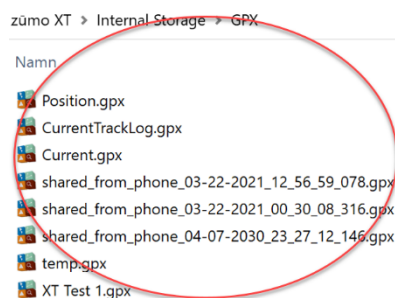 zūmo XT > Internal Storage > GPX
Namn
Position.gpx
CurrentTrackLog.gpx
Current.gpx
shared_from_phone_03-22-2021_12_56_59_078.gpx
shared_from_phone_03-22-2021_00_30_08_316.gpx
shared_from_phone_04-07-2030_23_27_12_146.gpx
temp.gpx
XT Test 1.gpx